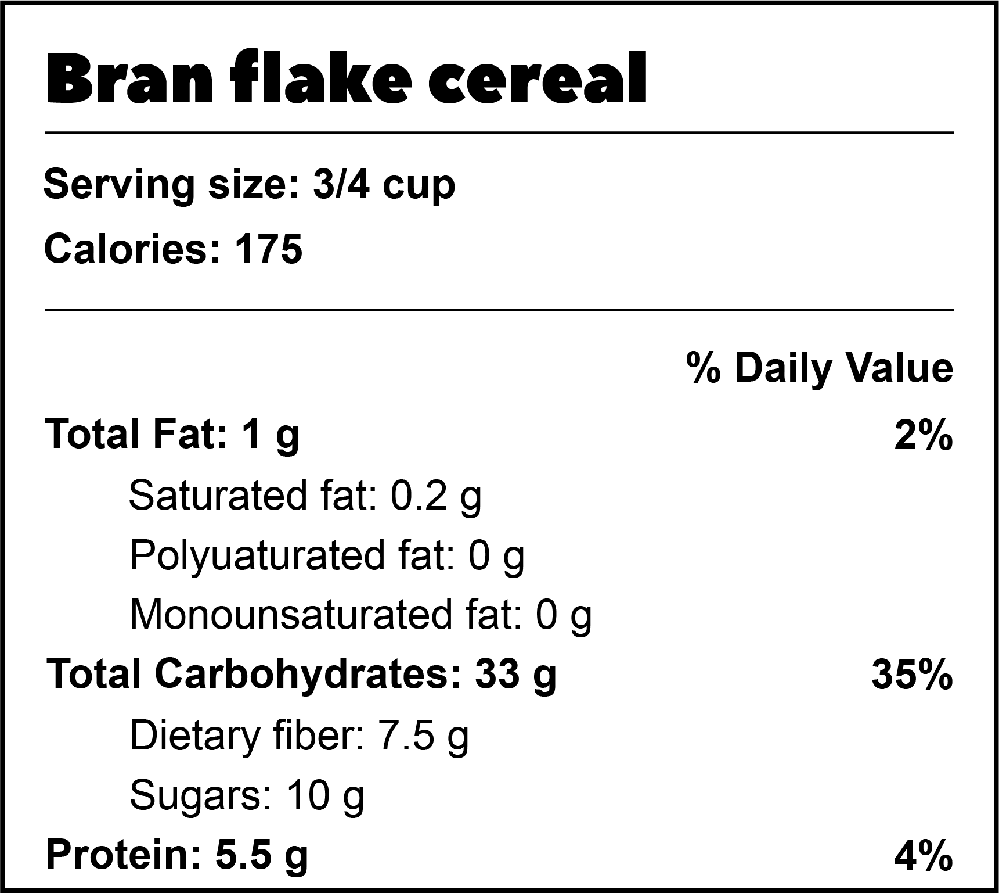 Bran flake cereal
Serving size: 3/4 cup
Calories: 175
% Daily Value
Total Fat: 1 g 2%
Saturated fat: 0.2 g
Polyuaturated fat: 0 g
Monounsaturated fat: 0 g
Total Carbohydrates: 33 g 35%
Dietary fiber: 7.5 g
Sugars: 10 g
Protein: 5.5 g 4%